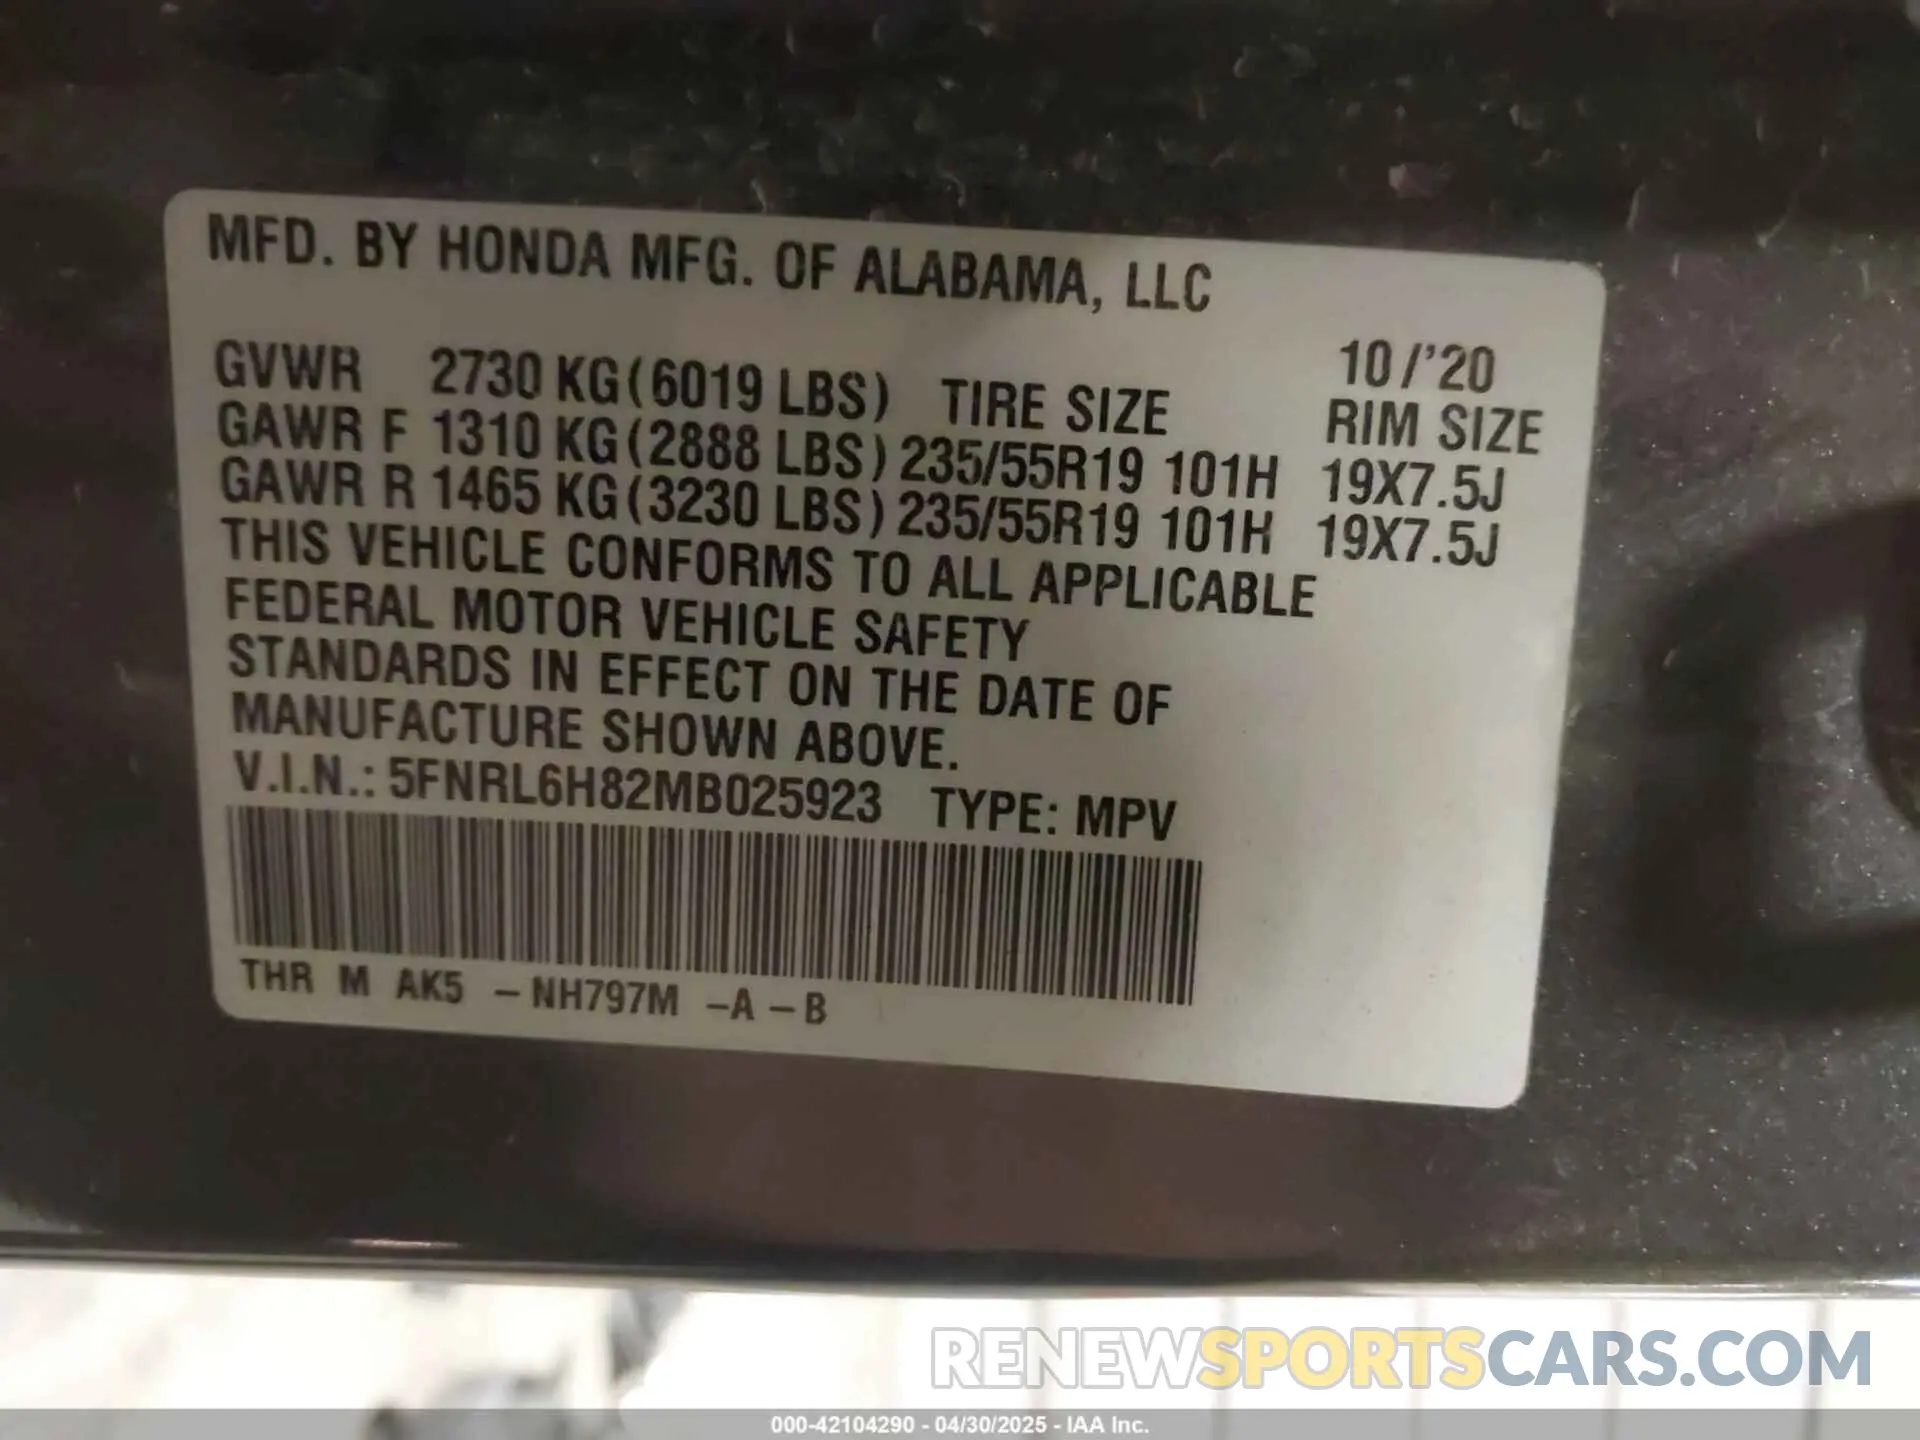 MFD. BY HONDA MFG. OF ALABAMA, LLC
10/'20
GVWR 2730 KG(6019 LBS) TIRE SIZE RIM SIZE
GAWR F 1310 KG(2888 LBS) 235/55R19 101H 19X7.5J
GAWR R 1465 KG(3230 LBS) 235/55R19 101H 19X7.5J
THIS VEHICLE CONFORMS TO ALL APPLICABLE
FEDERAL MOTOR VEHICLE SAFETY
STANDARDS IN EFFECT ON THE DATE OF
MANUFACTURE SHOWN ABOVE.
V.I.N.: 5FNRL6H82MB025923 TYPE: MPV
THR M AK5 -NH797M -A -B
RENEWSPORTSCARS.COM
000-42104290 - 04/30/2025 - IAA Inc.